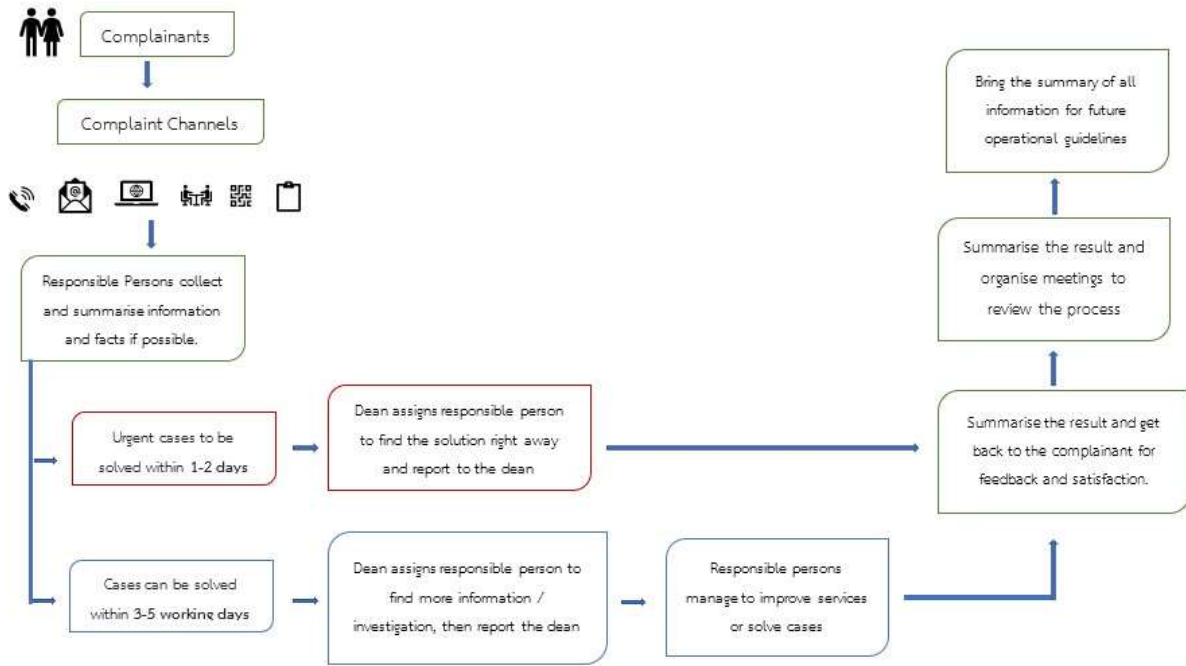 Complainants
Complaint Channels
Responsible Persons collect
and summarise information
and facts if possible.
Urgent cases to be
solved within 1-2 days
Dean assigns responsible person
to find the solution right away
and report to the dean
Cases can be solved
within 3-5 working days
Dean assigns responsible person to
find more information /
investigation, then report the dean
Responsible persons
manage to improve services
or solve cases
Summarise the result and get
back to the complainant for
feedback and satisfaction.
Summarise the result and
organise meetings to
review the process
Bring the summary of all
information for future
operational guidelines